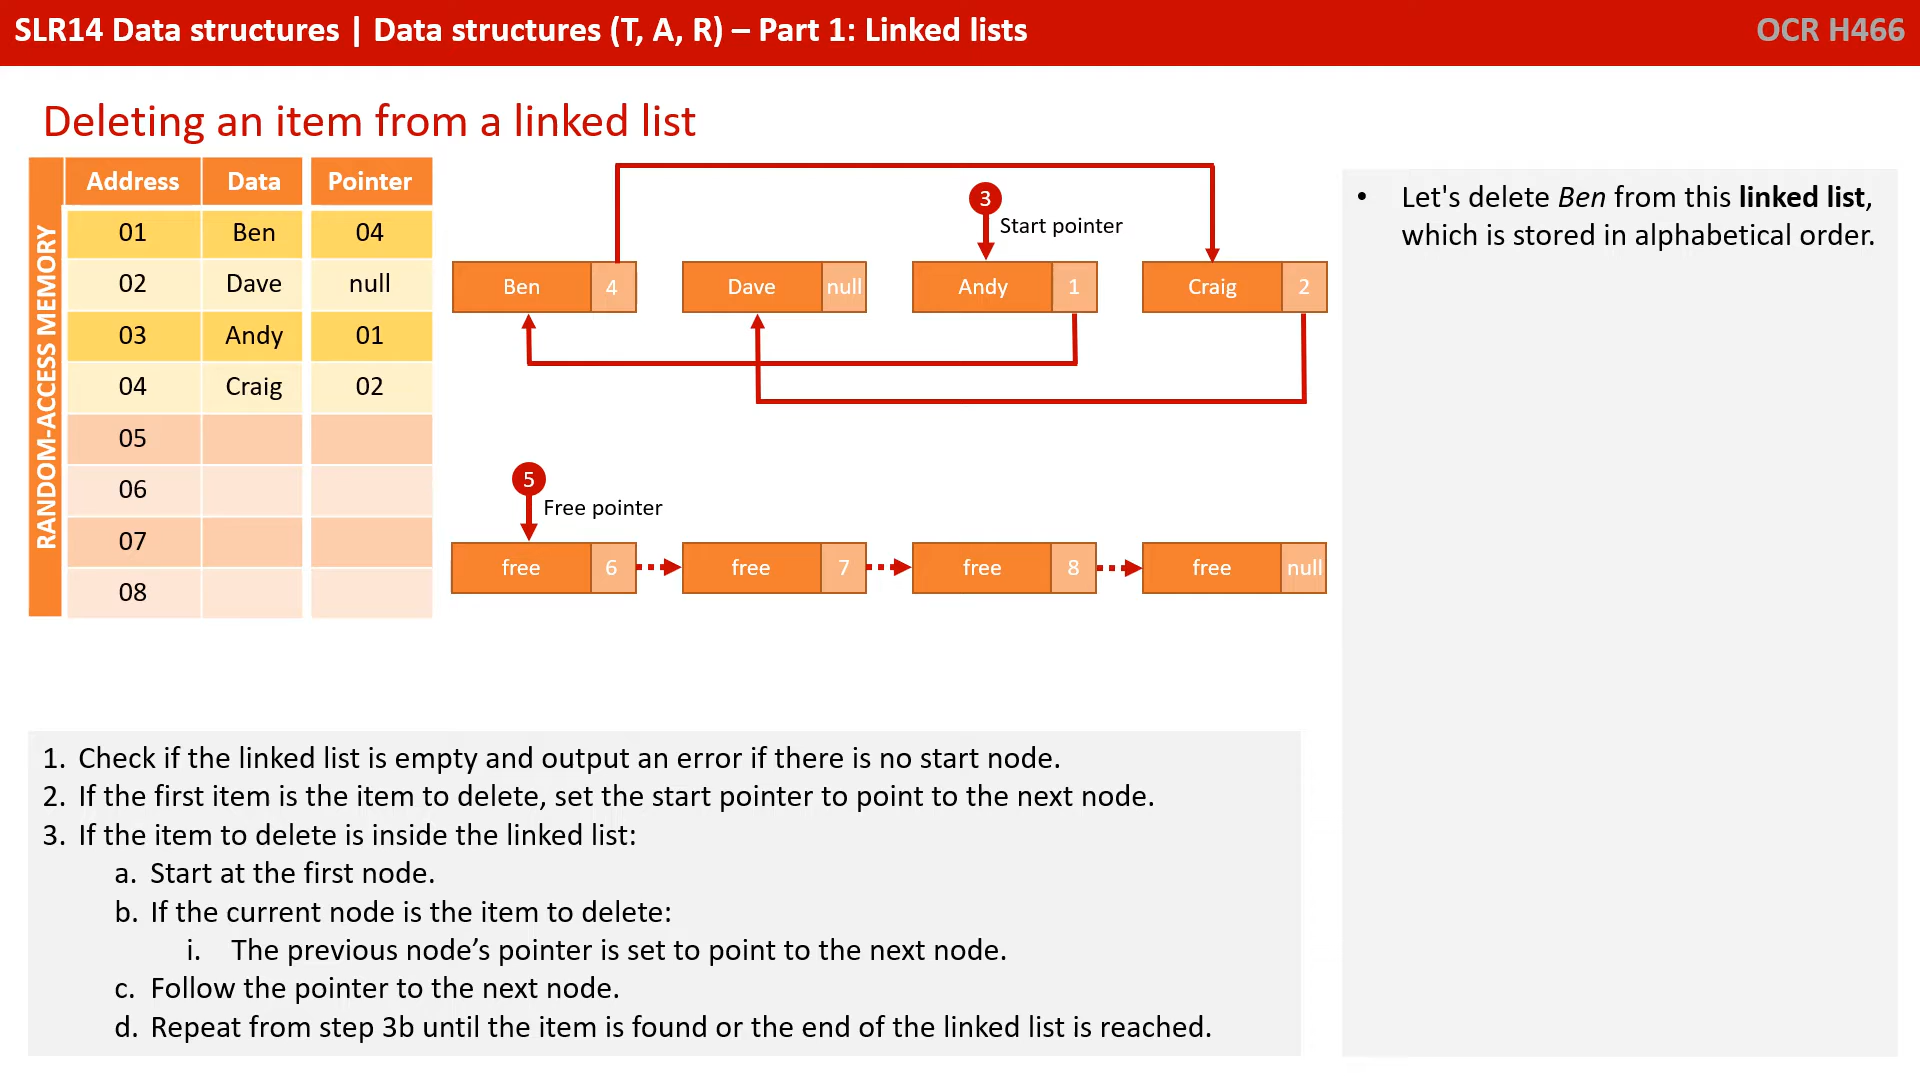 SLR14 Data structures | Data structures (T, A, R) – Part 1: Linked lists
OCR H466
Deleting an item from a linked list
RANDOM-ACCESS MEMORY
Address Data Pointer
01 Ben 04
02 Dave null
03 Andy 01
04 Craig 02
05
06
07
08
3
Start pointer
Ben 4
Dave null
Andy 1
Craig 2
5
Free pointer
free 6
free 7
free 8
free null
• Let's delete Ben from this linked list,
which is stored in alphabetical order.
1. Check if the linked list is empty and output an error if there is no start node.
2. If the first item is the item to delete, set the start pointer to point to the next node.
3. If the item to delete is inside the linked list:
a. Start at the first node.
b. If the current node is the item to delete:
i. The previous node’s pointer is set to point to the next node.
c. Follow the pointer to the next node.
d. Repeat from step 3b until the item is found or the end of the linked list is reached.